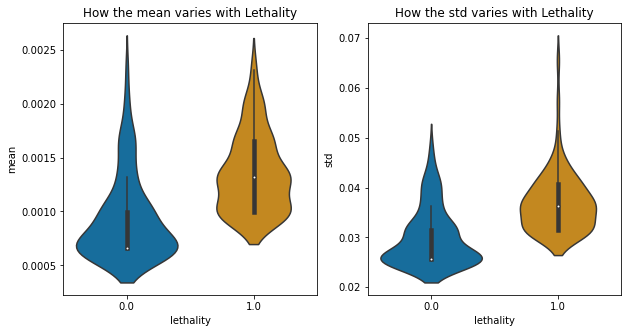 How the mean varies with Lethality
mean
0.0025
0.0020
0.0015
0.0010
0.0005
0.0
1.0
lethality
How the std varies with Lethality
std
0.07
0.06
0.05
0.04
0.03
0.02
0.0
1.0
lethality